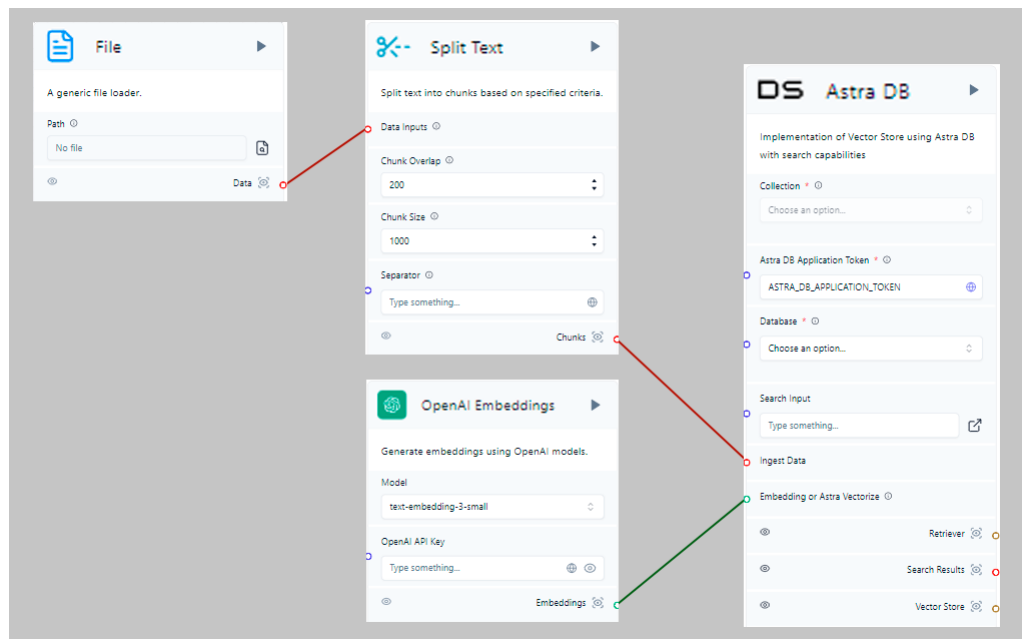 File
A generic file loader.
Path
No file
Data
Split Text
Split text into chunks based on specified criteria.
Data Inputs
Chunk Overlap
200
Chunk Size
1000
Separator
Type something...
Chunks
OpenAI Embeddings
Generate embeddings using OpenAI models.
Model
text-embedding-3-small
OpenAI API Key
Type something...
Embeddings
DS Astra DB
Implementation of Vector Store using Astra DB
with search capabilities
Collection *
Choose an option...
Astra DB Application Token *
ASTRA_DB_APPLICATION_TOKEN
Database *
Choose an option...
Search Input
Type something...
Ingest Data
Embedding or Astra Vectorize
Retriever
Search Results
Vector Store